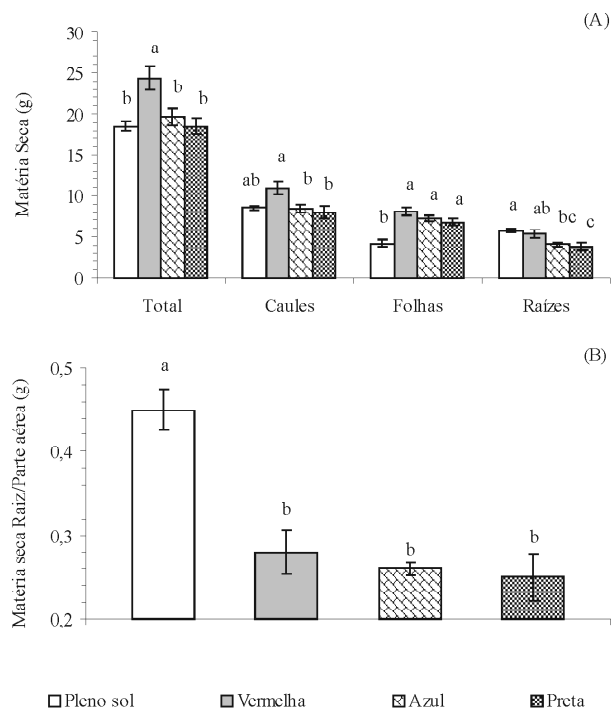 (A)
Matéria Seca (g)
30
25
20
15
10
5
0
b a b b
ab a b b
b a a a
a ab bc c
Total Caules Folhas Raízes
(B)
Matéria seca Raiz/Parte aérea (g)
0,5
0,4
0,3
0,2
a
b
b
b
Pleno sol Vermelha Azul Preta